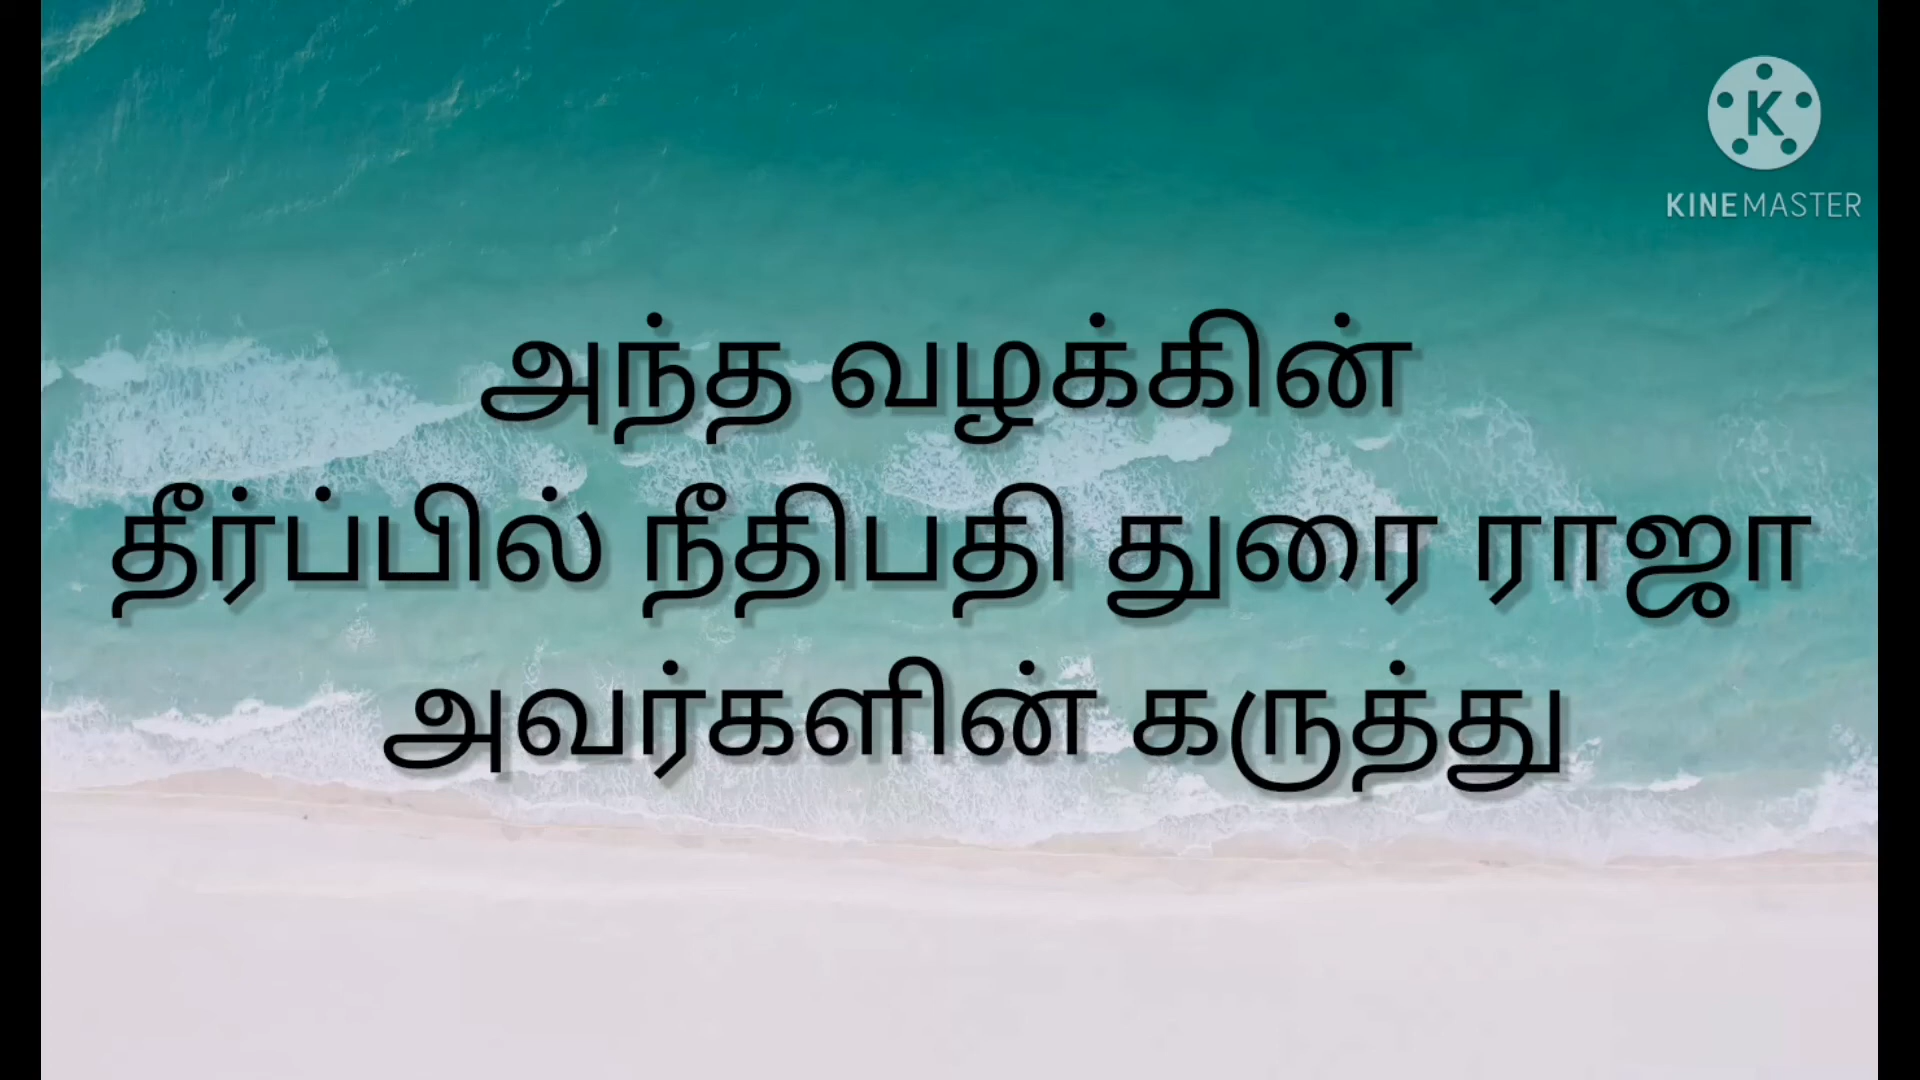 KINEMASTER
அந்த வழக்கின்
தீர்ப்பில் நீதிபதி துரை ராஜா
அவர்களின் கருத்து